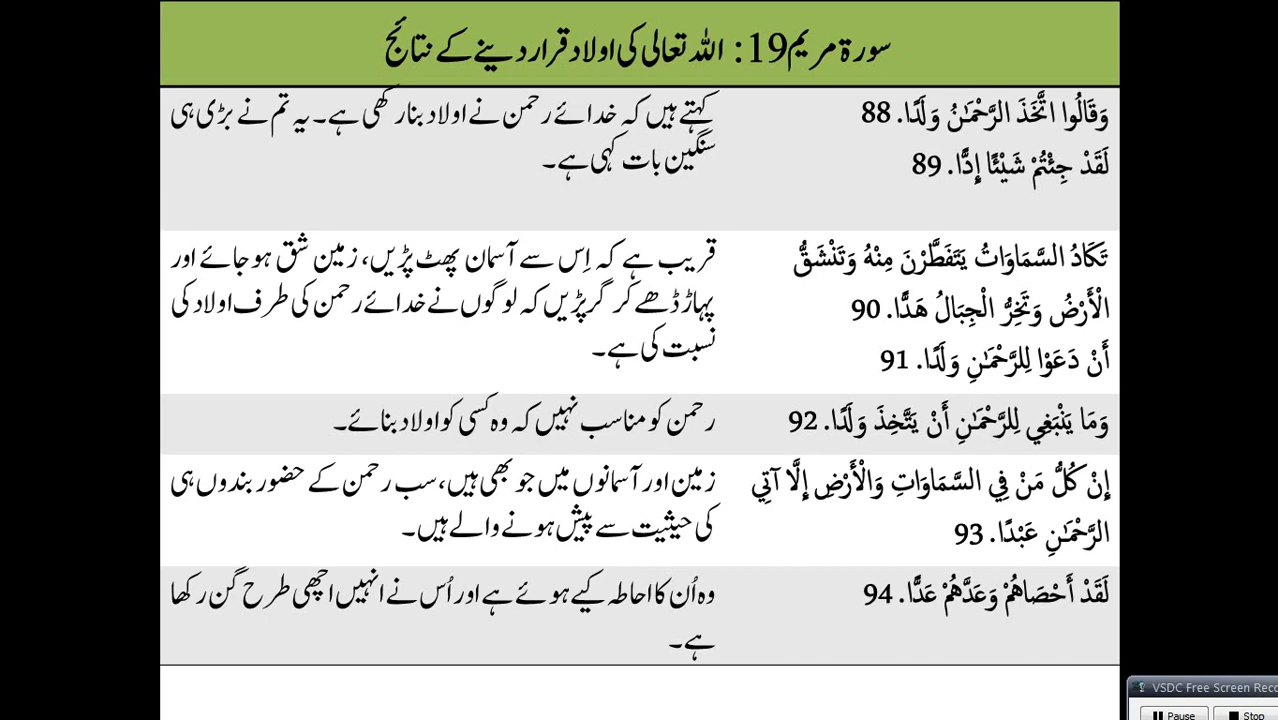 سورۃ مریم 19: اللہ تعالی کی اولاد قرار دینے کے نتائج
وَقَالُوا اتَّخَذَ الرَّحْمَٰنُ وَلَدًا. 88
لَقَدْ جِئْتُمْ شَيْئًا إِدًّا. 89
کہتے ہیں کہ خدائے رحمن نے اولاد بنا رکھی ہے۔ یہ تم نے بڑی ہی
سنگین بات کہی ہے۔
تَكَادُ السَّمَاوَاتُ يَتَفَطَّرْنَ مِنْهُ وَتَنْشَقُّ
الْأَرْضُ وَتَخِرُّ الْجِبَالُ هَدًّا. 90
أَنْ دَعَوْا لِلرَّحْمَٰنِ وَلَدًا. 91
قریب ہے کہ اِس سے آسمان پھٹ پڑیں، زمین شق ہو جائے اور
پہاڑ ڈھے کر گر پڑیں کہ لوگوں نے خدائے رحمن کی طرف اولاد کی
نسبت کی ہے۔
وَمَا يَنْبَغِي لِلرَّحْمَٰنِ أَنْ يَتَّخِذَ وَلَدًا. 92
رحمن کو مناسب نہیں کہ وہ کسی کو اولاد بنائے۔
إِنْ كُلُّ مَنْ فِي السَّمَاوَاتِ وَالْأَرْضِ إِلَّا آتِي
الرَّحْمَٰنِ عَبْدًا. 93
زمین اور آسمانوں میں جو بھی ہیں، سب رحمن کے حضور بندوں ہی
کی حیثیت سے پیش ہونے والے ہیں۔
لَقَدْ أَحْصَاهُمْ وَعَدَّهُمْ عَدًّا. 94
وہ اُن کا احاطہ کیے ہوئے ہے اور اُس نے انہیں اچھی طرح گن رکھا
ہے۔
VSDC Free Screen Reco
Pause Stop